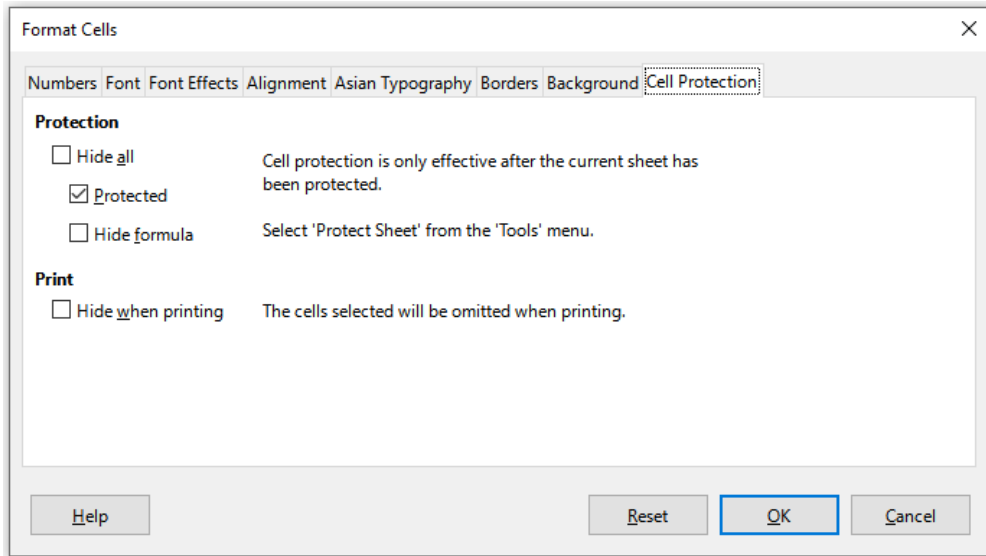 Format Cells
Numbers Font Font Effects Alignment Asian Typography Borders Background Cell Protection
Protection
Hide all
Cell protection is only effective after the current sheet has
been protected.
Protected
Hide formula
Select 'Protect Sheet' from the 'Tools' menu.
Print
Hide when printing
The cells selected will be omitted when printing.
Help
Reset
OK
Cancel